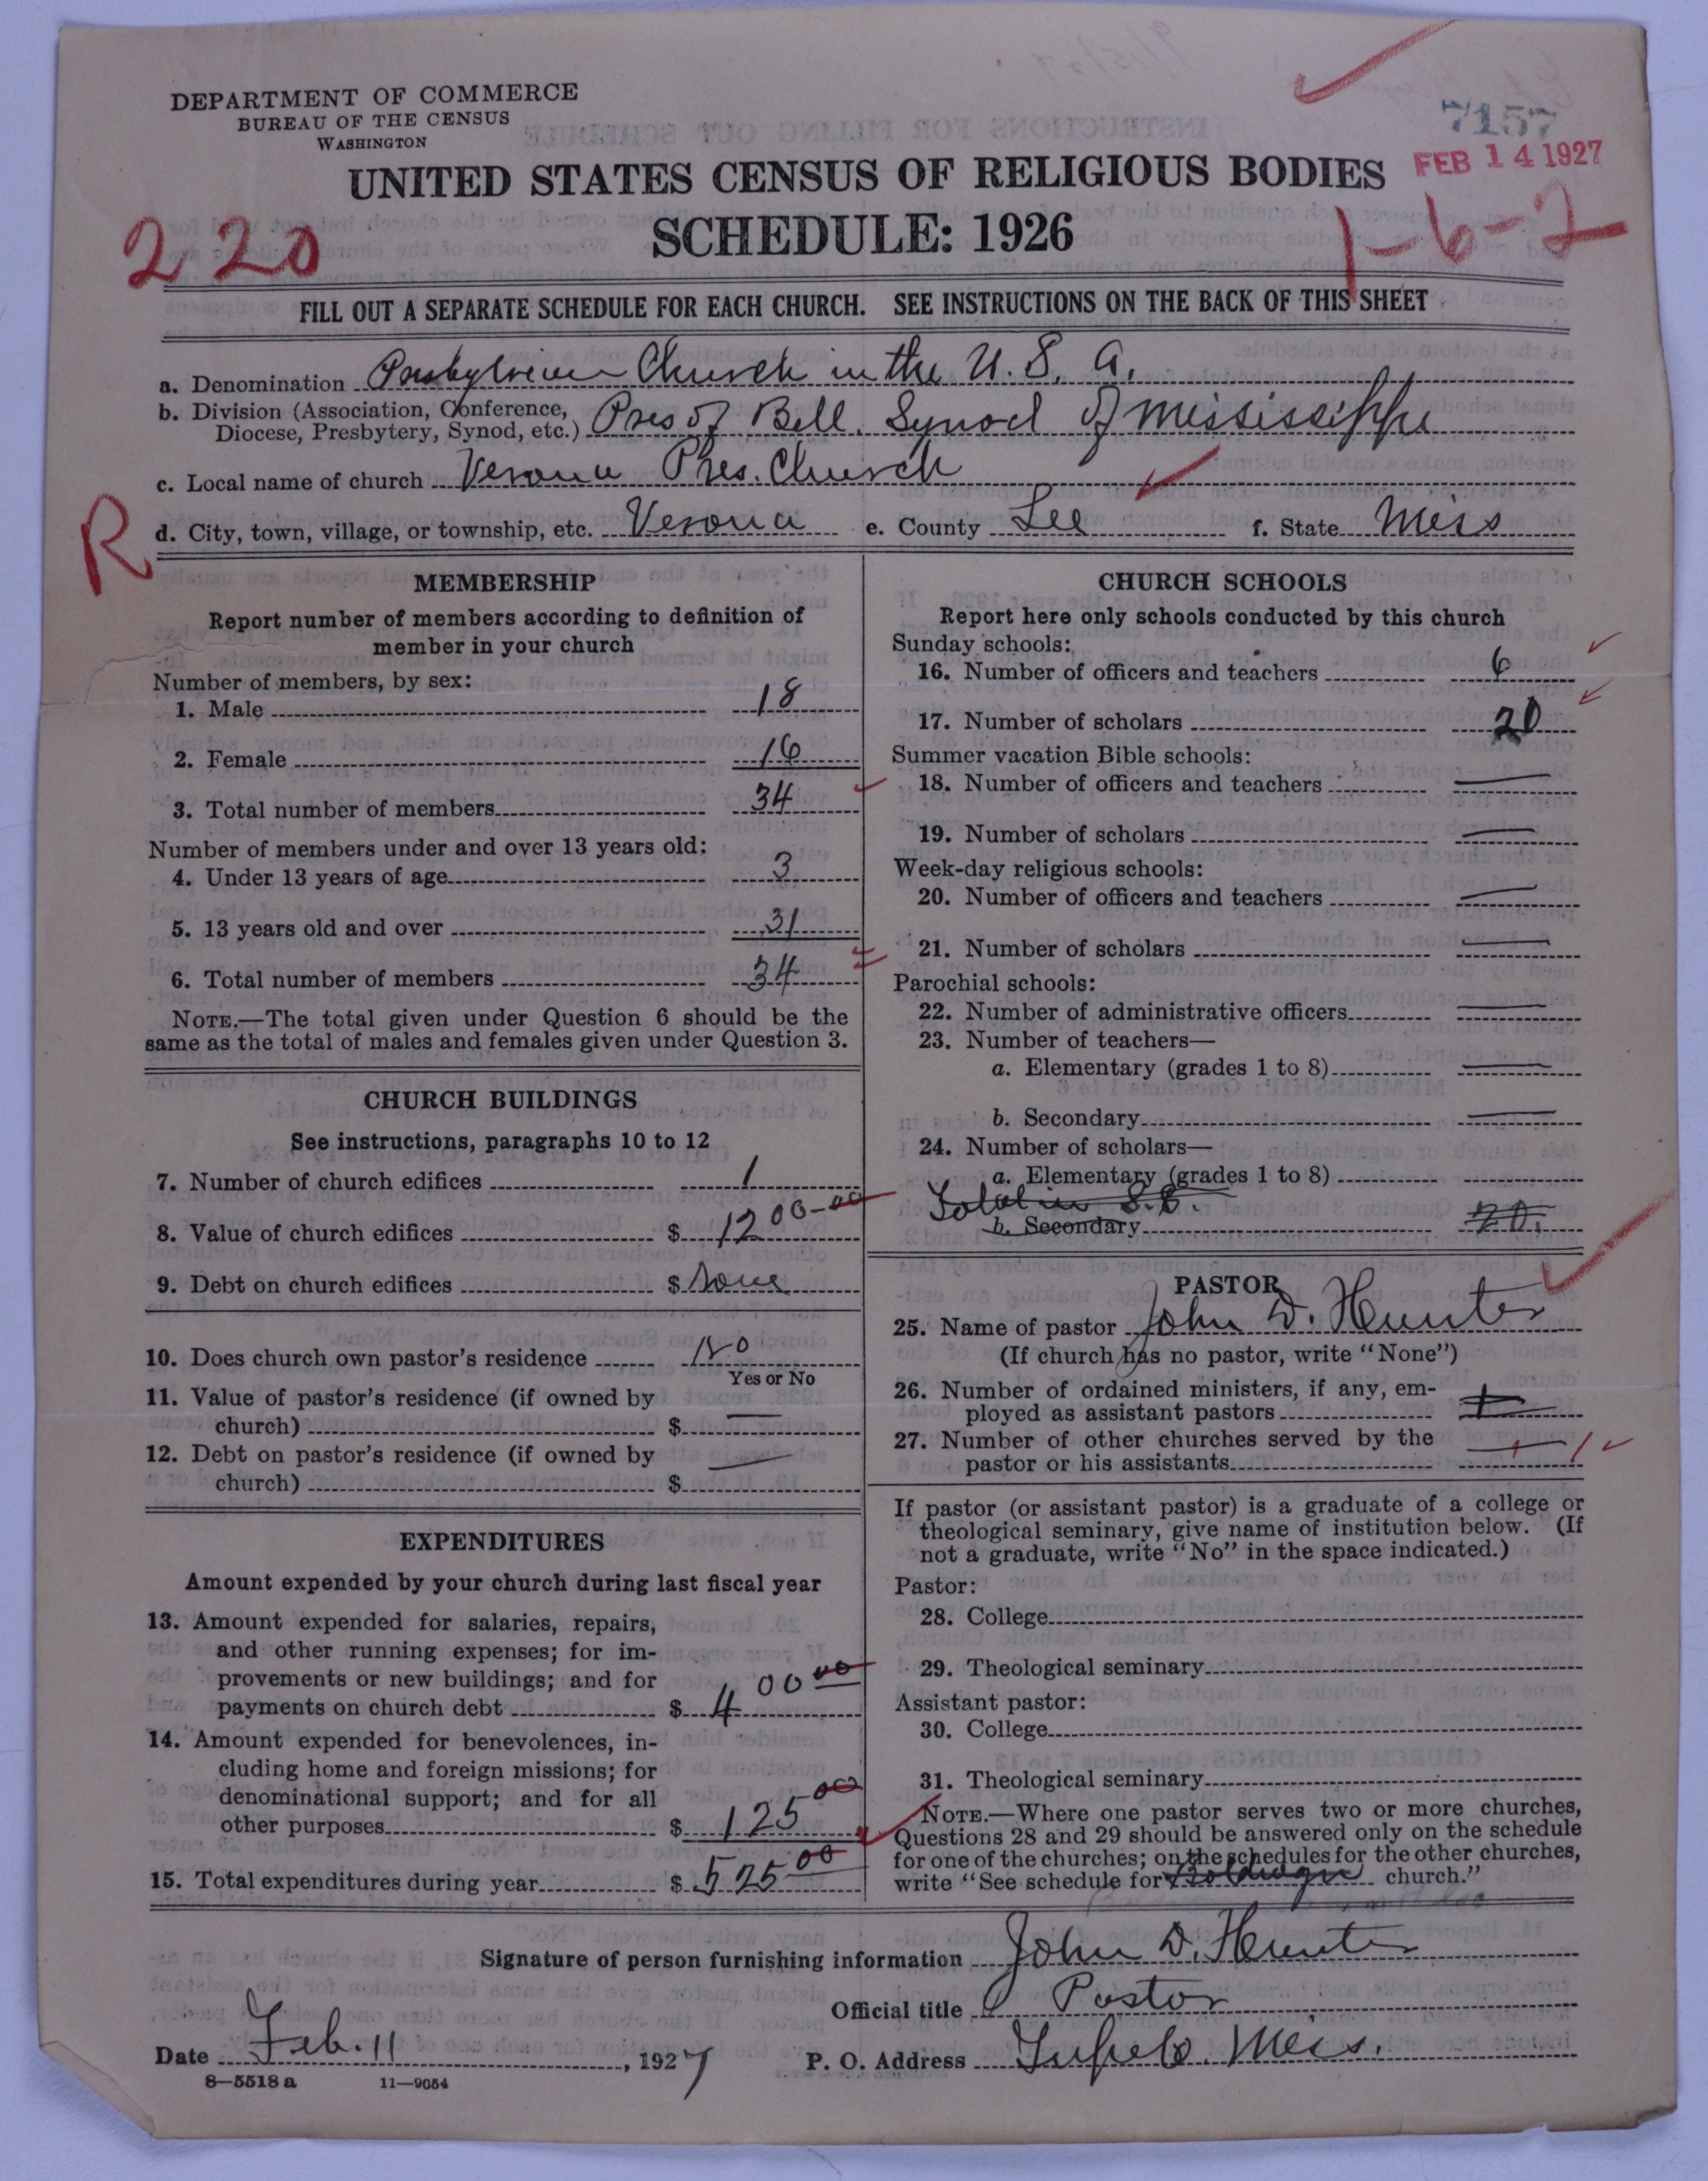 DEPARTMENT OF COMMERCE
BUREAU OF THE CENSUS
WASHINGTON
7157
FEB 14 1927
UNITED STATES CENSUS OF RELIGIOUS BODIES
SCHEDULE: 1926
220
1-6-2
FILL OUT A SEPARATE SCHEDULE FOR EACH CHURCH. SEE INSTRUCTIONS ON THE BACK OF THIS SHEET
a. Denomination Presbyterian Church in the U. S. A.
b. Division (Association, Conference, Diocese, Presbytery, Synod, etc.) Pres of Bell. Synod of Mississippi
c. Local name of church Verona Pres. Church
R
d. City, town, village, or township, etc. Verona e. County Lee f. State Miss
MEMBERSHIP
Report number of members according to definition of
member in your church
Number of members, by sex:
1. Male 18
2. Female 16
3. Total number of members 34
Number of members under and over 13 years old:
4. Under 13 years of age 3
5. 13 years old and over 31
6. Total number of members 34
NOTE.—The total given under Question 6 should be the
same as the total of males and females given under Question 3.
CHURCH BUILDINGS
See instructions, paragraphs 10 to 12
7. Number of church edifices 1
8. Value of church edifices $ 1200-00
9. Debt on church edifices $ None
10. Does church own pastor's residence No
Yes or No
11. Value of pastor's residence (if owned by
church) $ —
12. Debt on pastor's residence (if owned by
church) $ —
EXPENDITURES
Amount expended by your church during last fiscal year
13. Amount expended for salaries, repairs,
and other running expenses; for im-
provements or new buildings; and for
payments on church debt $ 400 00
14. Amount expended for benevolences, in-
cluding home and foreign missions; for
denominational support; and for all
other purposes $ 125 00
15. Total expenditures during year $ 525 00
CHURCH SCHOOLS
Report here only schools conducted by this church
Sunday schools:
16. Number of officers and teachers 6
17. Number of scholars 20
Summer vacation Bible schools:
18. Number of officers and teachers —
19. Number of scholars —
Week-day religious schools:
20. Number of officers and teachers —
21. Number of scholars —
Parochial schools:
22. Number of administrative officers —
23. Number of teachers—
a. Elementary (grades 1 to 8) —
b. Secondary —
24. Number of scholars—
a. Elementary (grades 1 to 8)
Total in S.S.
b. Secondary 20.
PASTOR
25. Name of pastor John D. Hunter
(If church has no pastor, write "None")
26. Number of ordained ministers, if any, em-
ployed as assistant pastors
27. Number of other churches served by the
pastor or his assistants 1
If pastor (or assistant pastor) is a graduate of a college or
theological seminary, give name of institution below. (If
not a graduate, write "No" in the space indicated.)
Pastor:
28. College
29. Theological seminary
Assistant pastor:
30. College
31. Theological seminary
NOTE.—Where one pastor serves two or more churches,
Questions 28 and 29 should be answered only on the schedule
for one of the churches; on the schedules for the other churches,
write "See schedule for church."
Signature of person furnishing information John D. Hunter
Official title Pastor
Date Feb. 11, 1927 P. O. Address Tupelo. Miss.
8—5518 a 11—9054